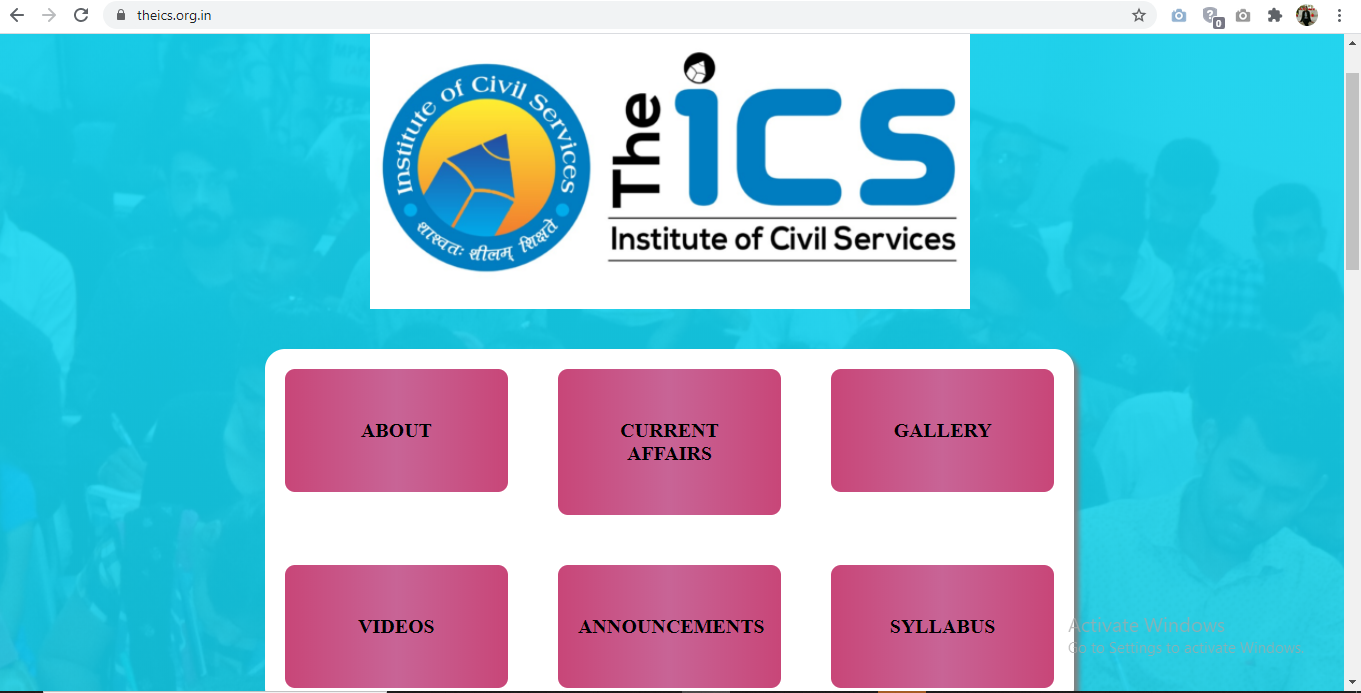 theics.org.in
0
Institute of Civil Services
शाश्वतः शीलम् शिक्षते
The
iCS
Institute of Civil Services
ABOUT
CURRENT
AFFAIRS
GALLERY
VIDEOS
ANNOUNCEMENTS
SYLLABUS
Activate Windows
Go to Settings to activate Windows.